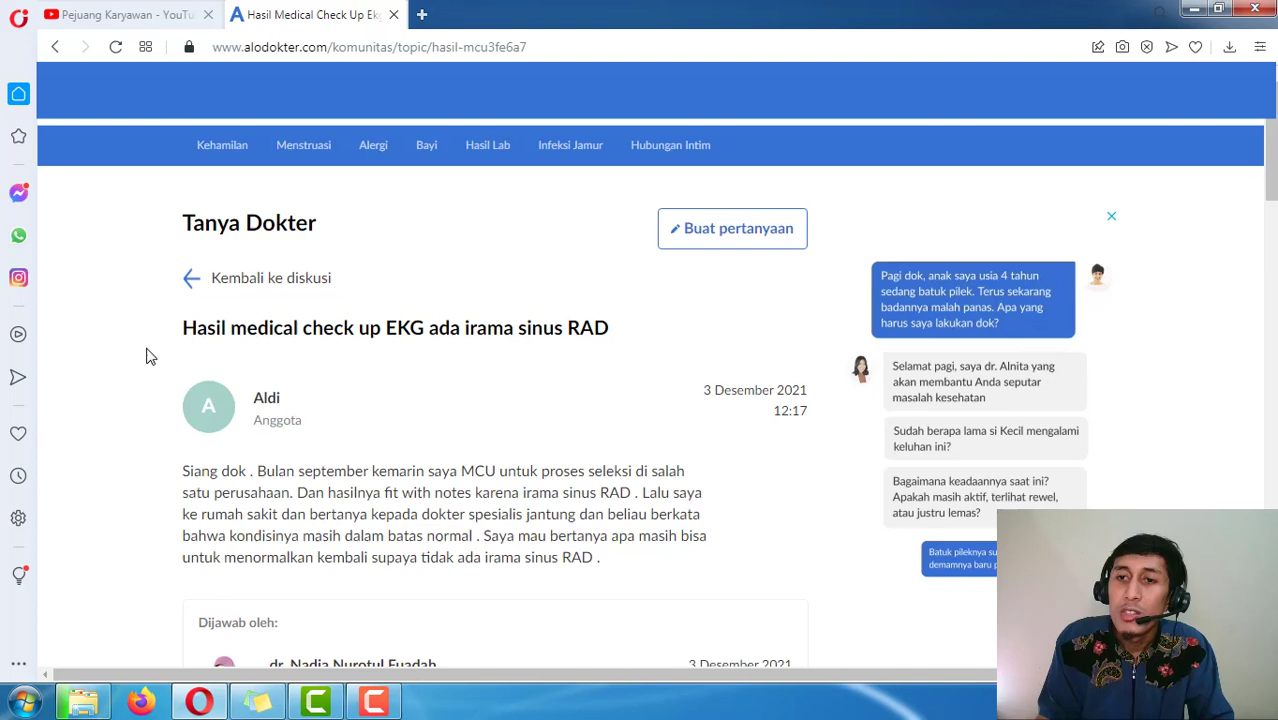 Pejuang Karyawan - YouTu
Hasil Medical Check Up Ekg
www.alodokter.com/komunitas/topic/hasil-mcu3fe6a7
Kehamilan Menstruasi Alergi Bayi Hasil Lab Infeksi Jamur Hubungan Intim
Tanya Dokter
Buat pertanyaan
Kembali ke diskusi
Hasil medical check up EKG ada irama sinus RAD
A
Aldi
Anggota
3 Desember 2021
12:17
Siang dok . Bulan september kemarin saya MCU untuk proses seleksi di salah
satu perusahaan. Dan hasilnya fit with notes karena irama sinus RAD . Lalu saya
ke rumah sakit dan bertanya kepada dokter spesialis jantung dan beliau berkata
bahwa kondisinya masih dalam batas normal . Saya mau bertanya apa masih bisa
untuk menormalkan kembali supaya tidak ada irama sinus RAD .
Dijawab oleh:
dr. Nadia Nurotul Fuadah
3 Desember 2021
Pagi dok, anak saya usia 4 tahun
sedang batuk pilek. Terus sekarang
badannya malah panas. Apa yang
harus saya lakukan dok?
Selamat pagi, saya dr. Alnita yang
akan membantu Anda seputar
masalah kesehatan
Sudah berapa lama si Kecil mengalami
keluhan ini?
Bagaimana keadaannya saat ini?
Apakah masih aktif, terlihat rewel,
atau justru lemas?
Batuk pileknya su
demamnya baru p